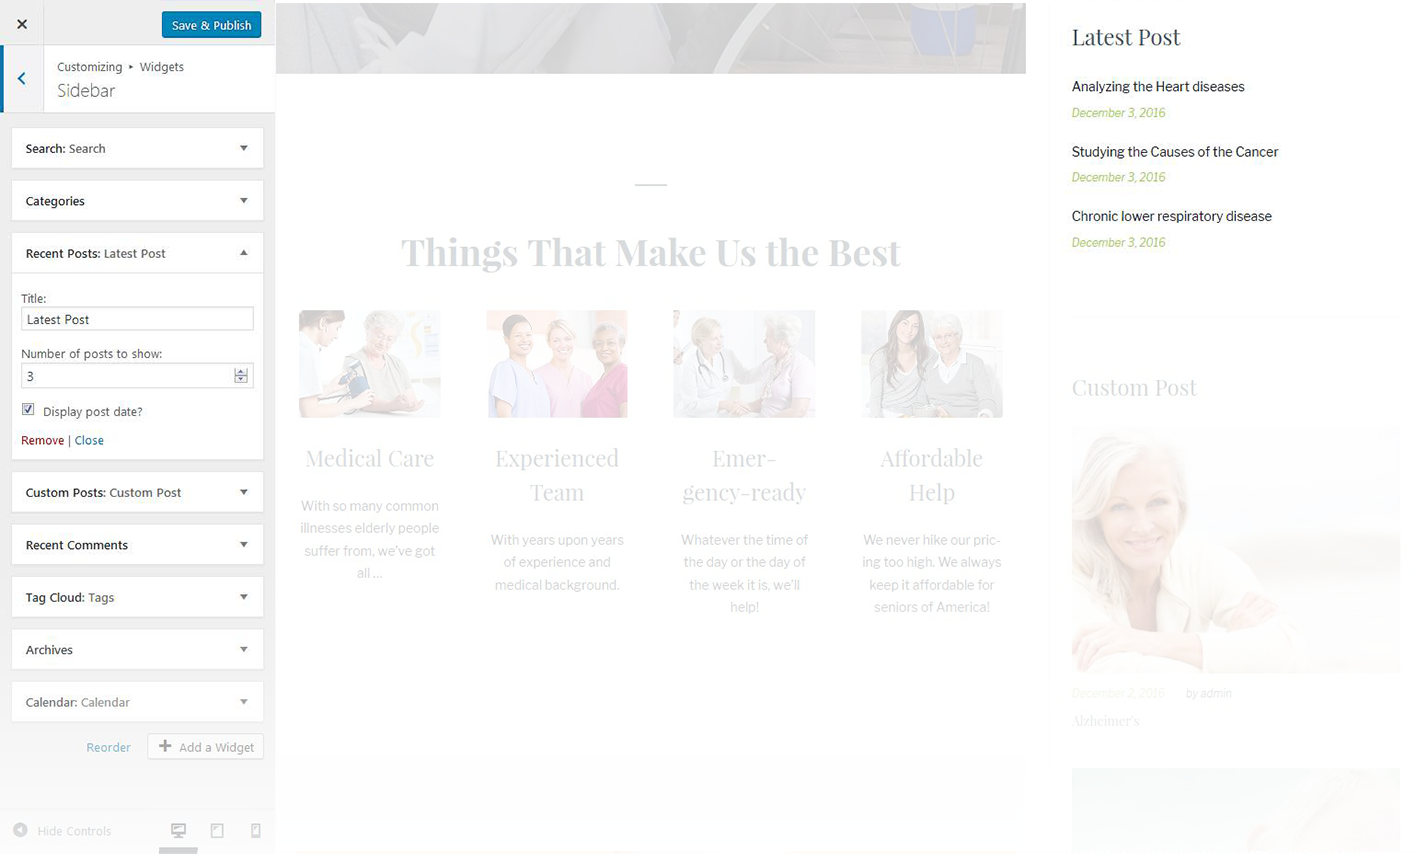 Save & Publish
Customizing ▸ Widgets
Sidebar
Search: Search
Categories
Recent Posts: Latest Post
Title:
Latest Post
Number of posts to show:
3
Display post date?
Remove | Close
Custom Posts: Custom Post
Recent Comments
Tag Cloud: Tags
Archives
Calendar: Calendar
Reorder
Add a Widget
Hide Controls
Things That Make Us the Best
Medical Care
With so many common
illnesses elderly people
suffer from, we've got
all ...
Experienced
Team
With years upon years
of experience and
medical background.
Emer-
gency-ready
Whatever the time of
the day or the day of
the week it is, we'll
help!
Affordable
Help
We never hike our pric-
ing too high. We always
keep it affordable for
seniors of America!
Latest Post
Analyzing the Heart diseases
December 3, 2016
Studying the Causes of the Cancer
December 3, 2016
Chronic lower respiratory disease
December 3, 2016
Custom Post
December 2, 2016 by admin
Alzheimer's